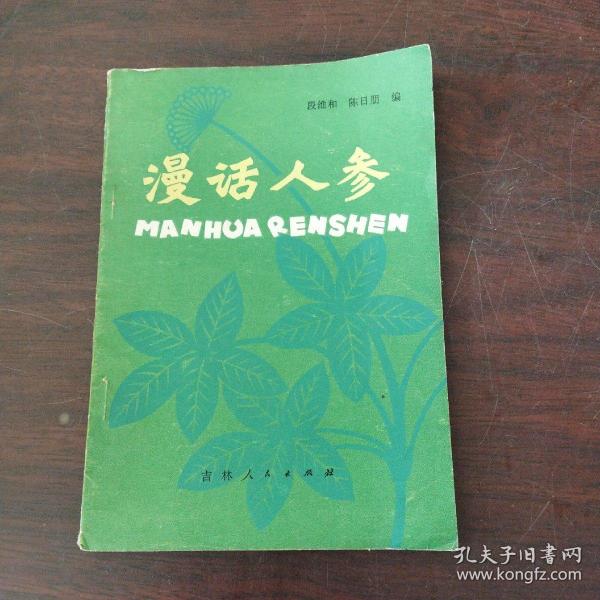 段维和 陈日朋 编
漫话人参
MANHUA RENSHEN
吉林人民出版社
孔夫子旧书网
www.kongfz.com